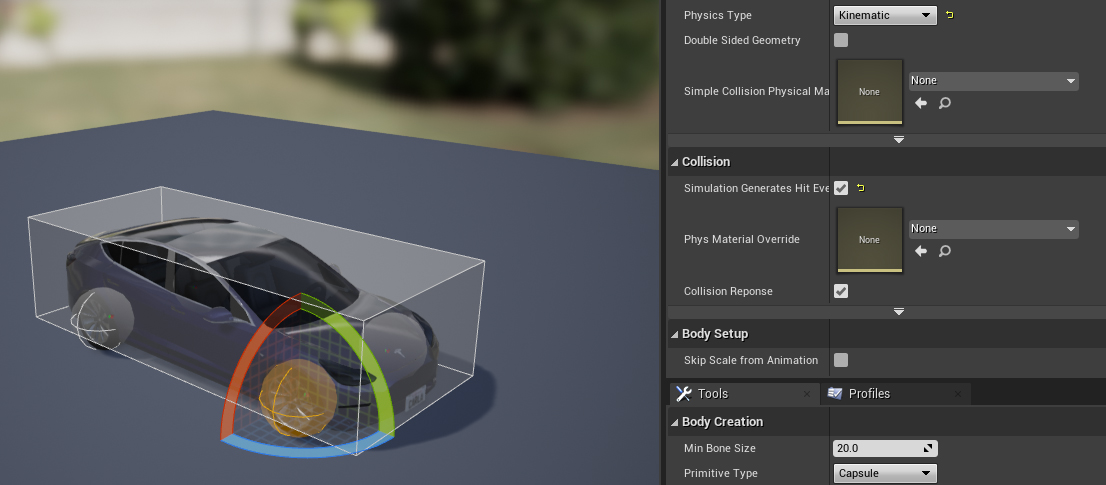 Physics Type
Kinematic
Double Sided Geometry
Simple Collision Physical Ma
None
None
Collision
Simulation Generates Hit Eve
Phys Material Override
None
None
Collision Reponse
Body Setup
Skip Scale from Animation
Tools
Profiles
Body Creation
Min Bone Size
20.0
Primitive Type
Capsule